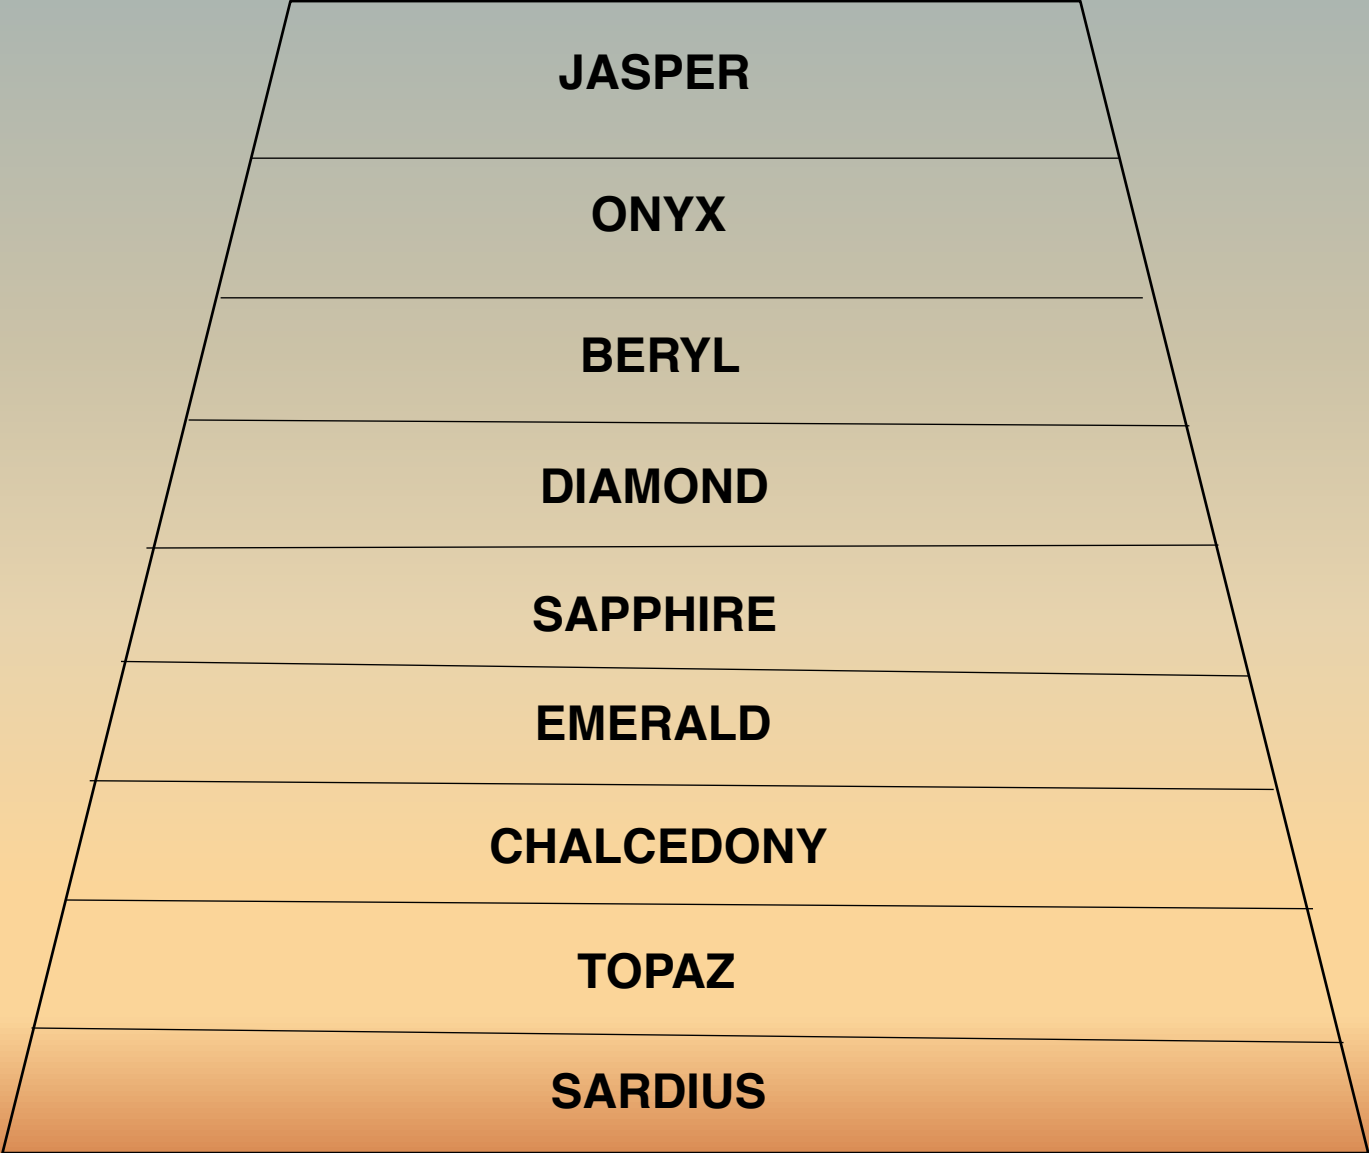 JASPER
ONYX
BERYL
DIAMOND
SAPPHIRE
EMERALD
CHALCEDONY
TOPAZ
SARDIUS